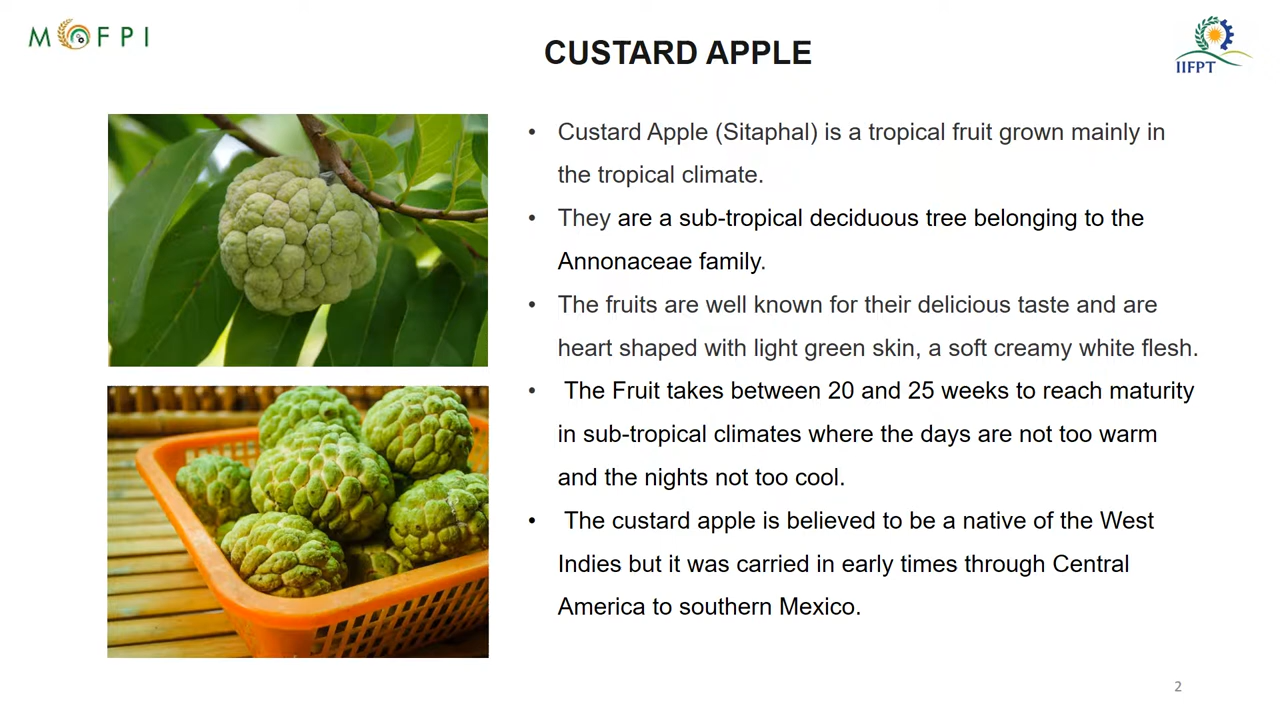 MOFPI
CUSTARD APPLE
IIFPT
• Custard Apple (Sitaphal) is a tropical fruit grown mainly in
the tropical climate.
• They are a sub-tropical deciduous tree belonging to the
Annonaceae family.
• The fruits are well known for their delicious taste and are
heart shaped with light green skin, a soft creamy white flesh.
• The Fruit takes between 20 and 25 weeks to reach maturity
in sub-tropical climates where the days are not too warm
and the nights not too cool.
• The custard apple is believed to be a native of the West
Indies but it was carried in early times through Central
America to southern Mexico.
2